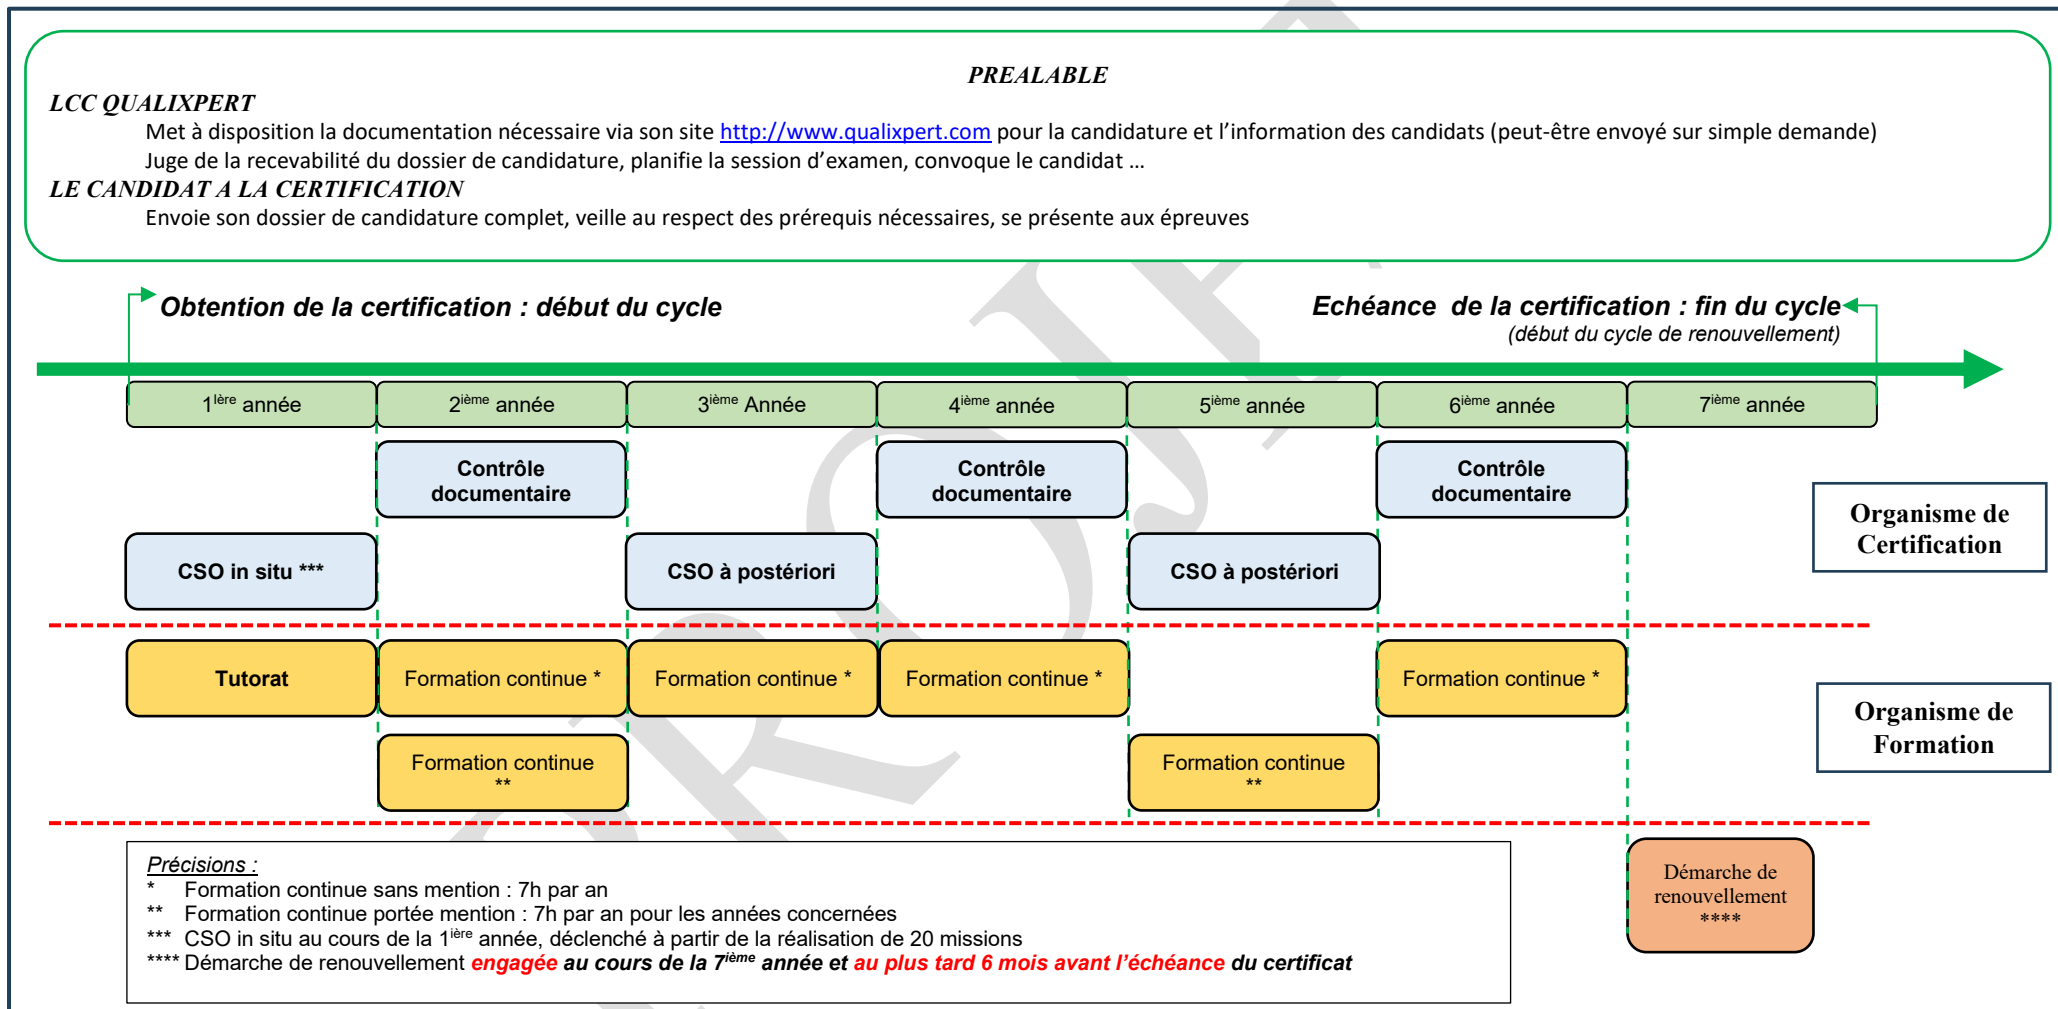 PREALABLE
LCC QUALIXPERT
Met à disposition la documentation nécessaire via son site http://www.qualixpert.com pour la candidature et l'information des candidats (peut-être envoyé sur simple demande)
Juge de la recevabilité du dossier de candidature, planifie la session d'examen, convoque le candidat …
LE CANDIDAT A LA CERTIFICATION
Envoie son dossier de candidature complet, veille au respect des prérequis nécessaires, se présente aux épreuves
Obtention de la certification : début du cycle
Echéance de la certification : fin du cycle
(début du cycle de renouvellement)
1lère année
2ième année
3ième Année
4ième année
5ième année
6ième année
7ième année
Contrôle
documentaire
Contrôle
documentaire
Contrôle
documentaire
Organisme de
Certification
CSO in situ ***
CSO à postériori
CSO à postériori
Tutorat
Formation continue *
Formation continue *
Formation continue *
Formation continue *
Organisme de
Formation
Formation continue
**
Formation continue
**
Démarche de
renouvellement
****
Précisions :
* Formation continue sans mention : 7h par an
** Formation continue portée mention : 7h par an pour les années concernées
*** CSO in situ au cours de la 1ière année, déclenché à partir de la réalisation de 20 missions
**** Démarche de renouvellement engagée au cours de la 7ième année et au plus tard 6 mois avant l'échéance du certificat